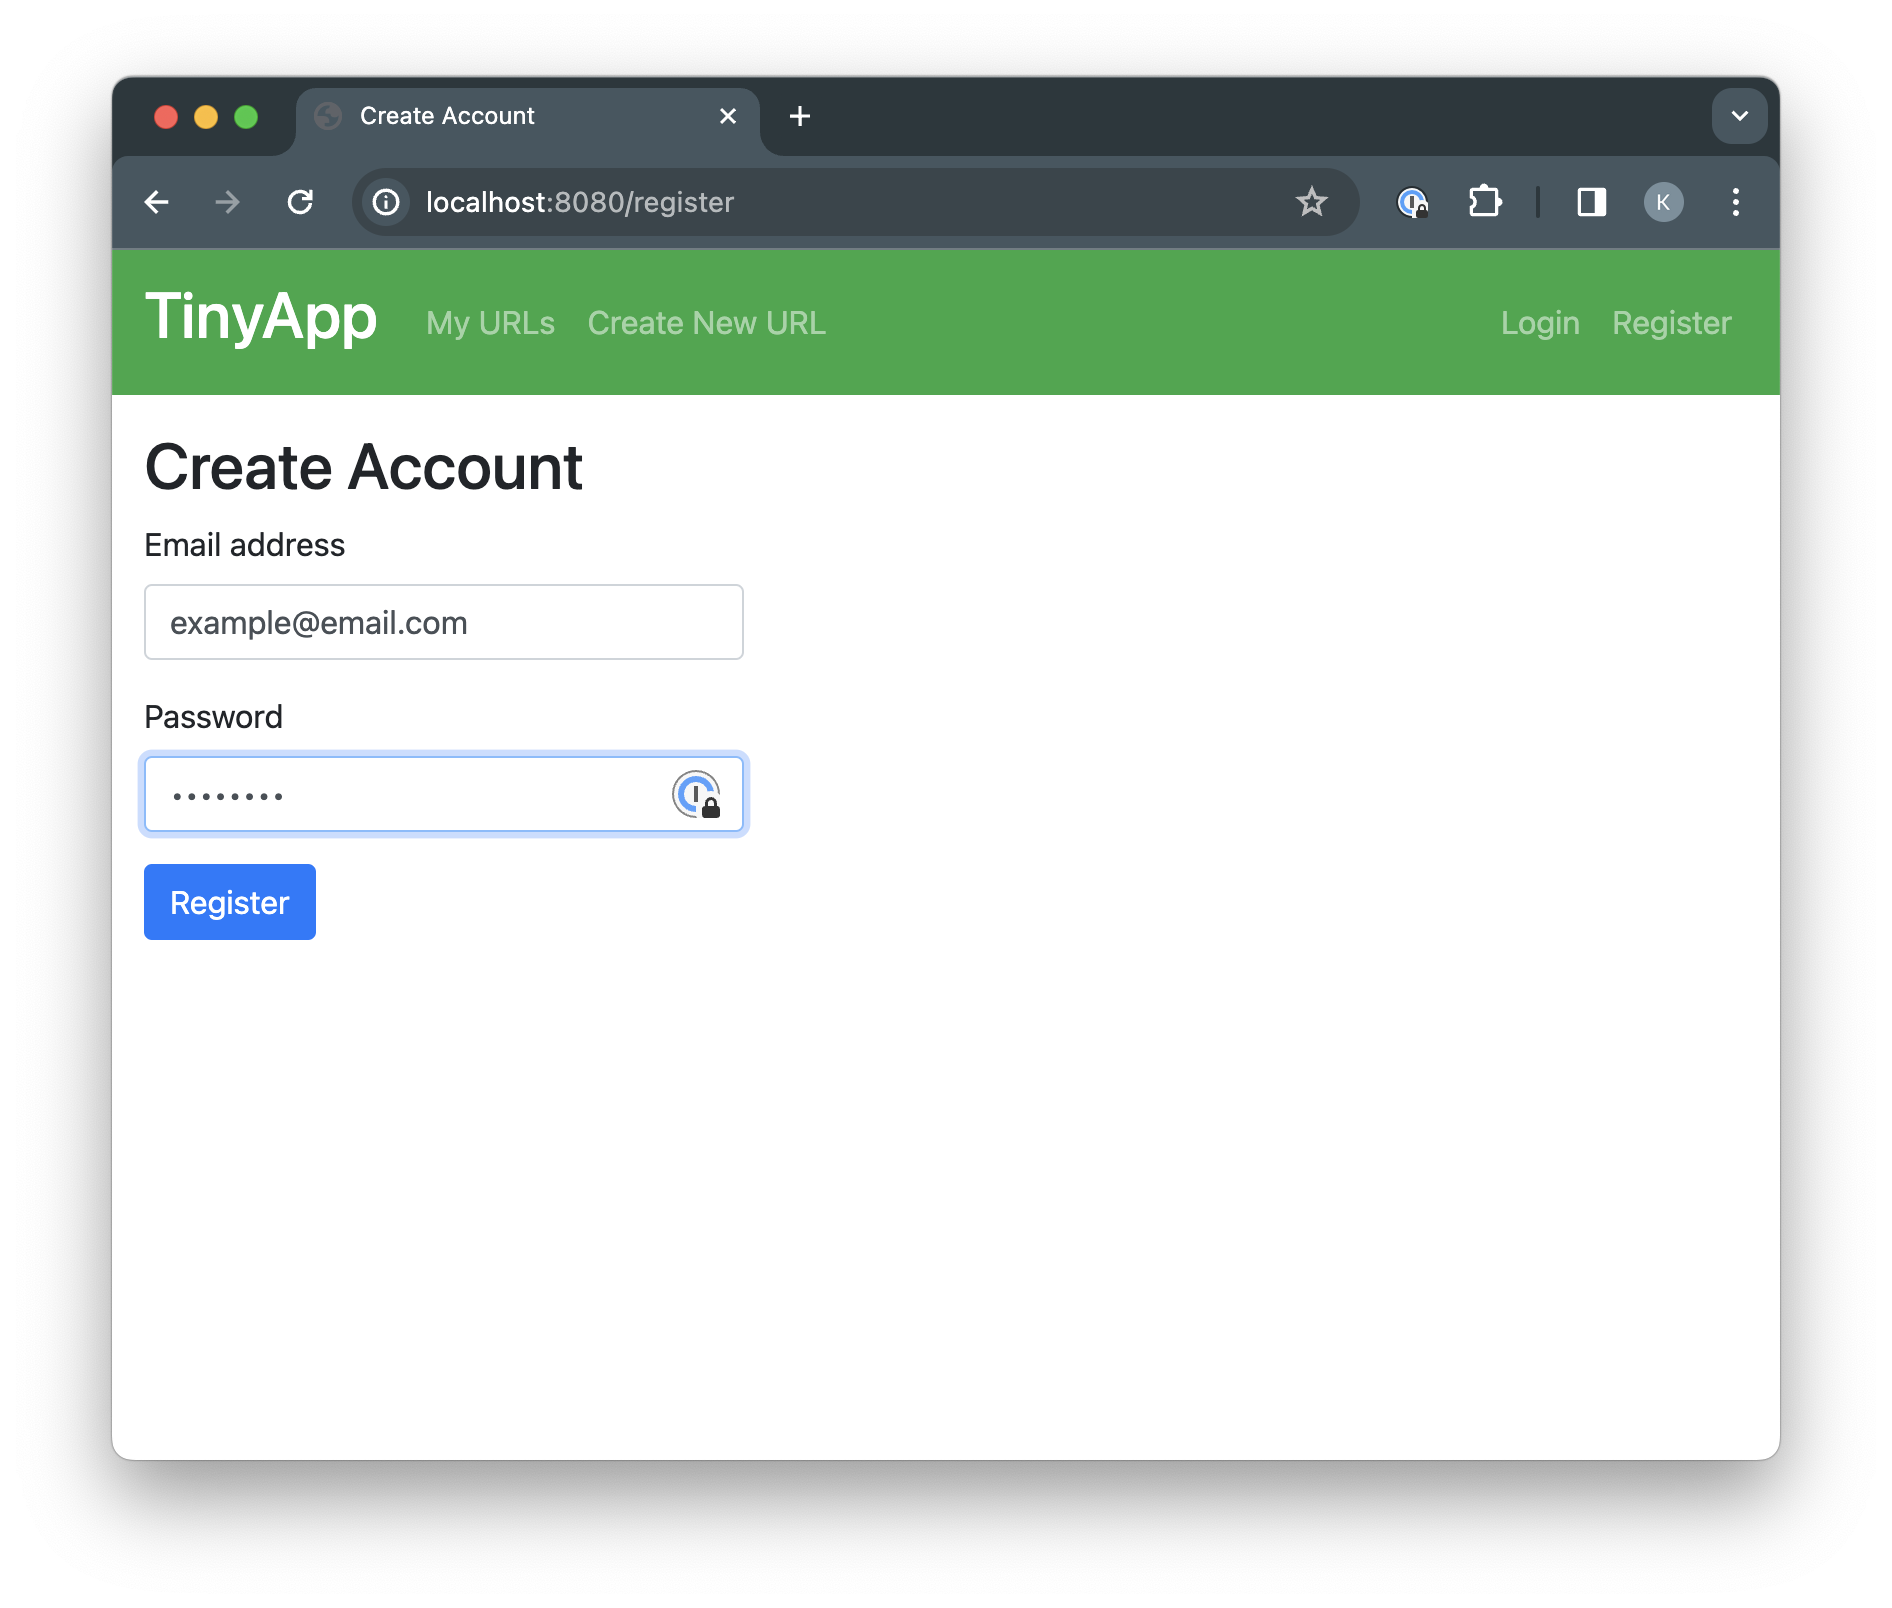 Create Account
localhost:8080/register
K
TinyApp My URLs Create New URL Login Register
Create Account
Email address
example@email.com
Password
••••••••
Register